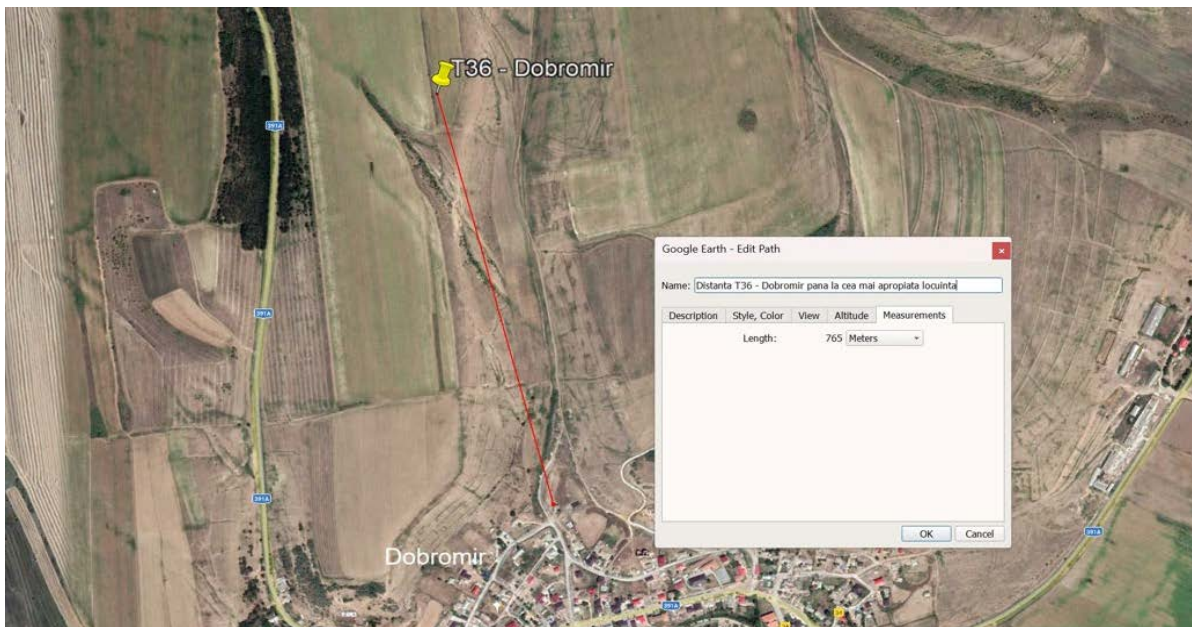 T36 - Dobromir
391A
391A
391A
Google Earth - Edit Path
Name: Distanta T36 - Dobromir pana la cea mai apropiata locuinta
Description Style, Color View Altitude Measurements
Length: 765 Meters
OK Cancel
391A
Dobromir
391A